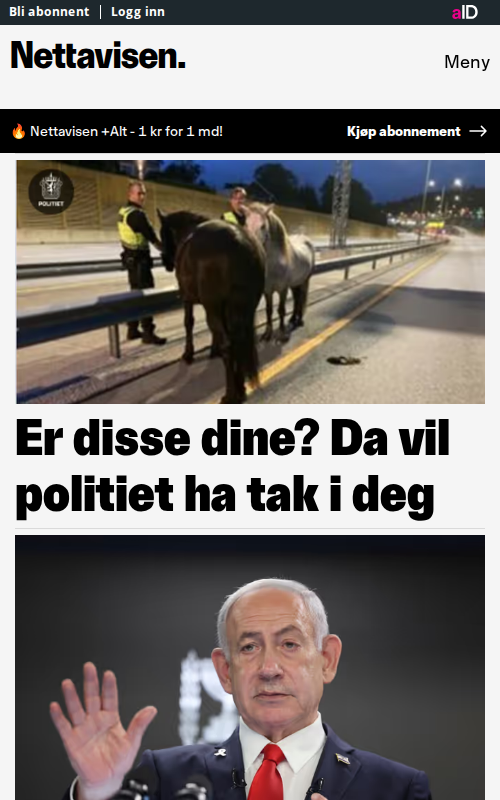 Bli abonnent | Logg inn
aID
Nettavisen.
Meny
🔥 Nettavisen +Alt - 1 kr for 1 md!
Kjøp abonnement →
POLITIET
Er disse dine? Da vil
politiet ha tak i deg